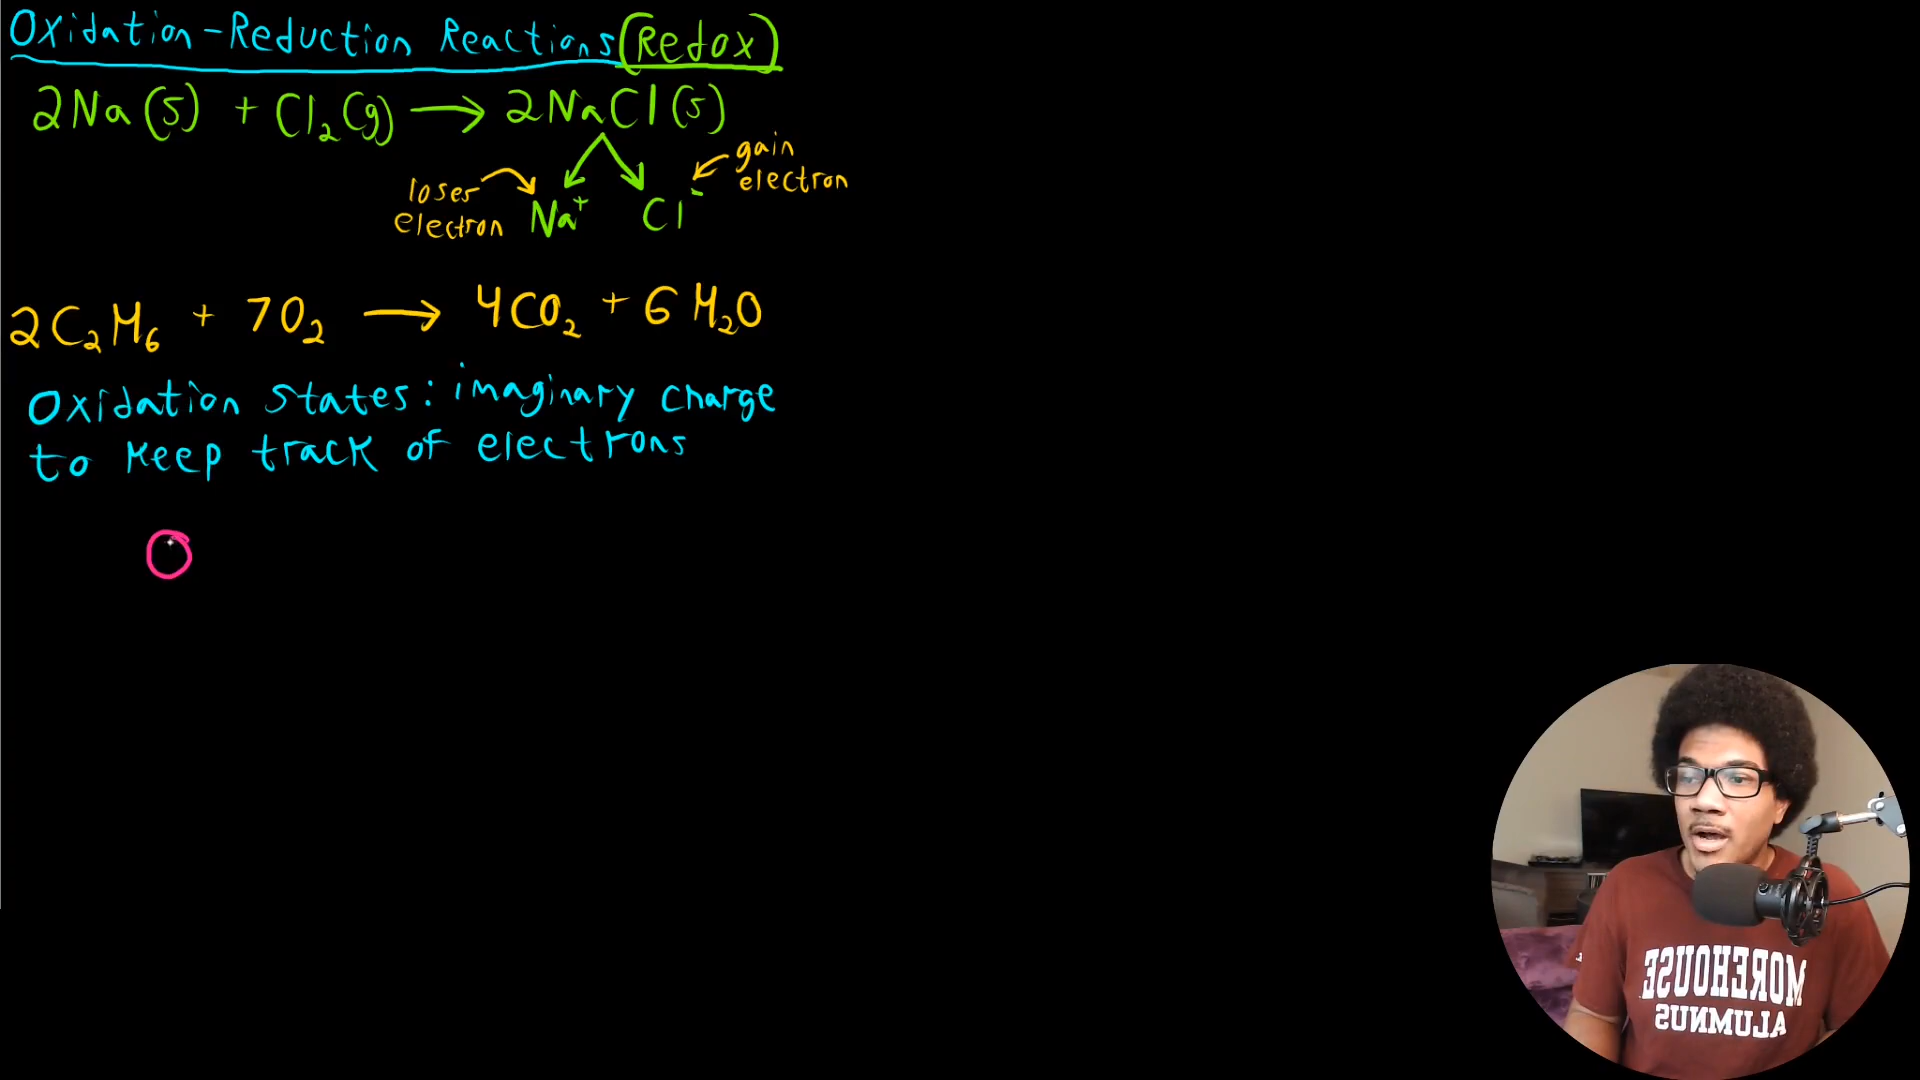 Oxidation-Reduction Reactions (Redox)
2Na(s) + Cl₂(g) → 2NaCl(s)
gain
electron
loses
electron
Na⁺ Cl⁻
2C₂H₆ + 7O₂ → 4CO₂ + 6H₂O
Oxidation states: imaginary charge
to keep track of electrons
MOREHOUSE
ALUMNUS